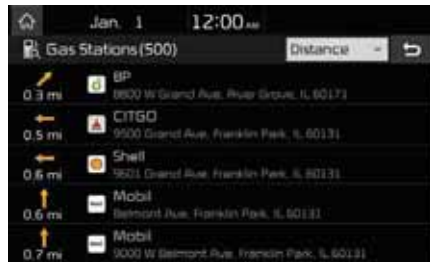 Jan. 1 12:00 AM
Gas Stations (500) Distance
BP
0.3 mi 8800 W Grand Ave, River Grove, IL 60171
CITGO
0.5 mi 9500 Grand Ave, Franklin Park, IL 60131
Shell
0.6 mi 9601 Grand Ave, Franklin Park, IL 60131
Mobil
0.6 mi Belmont Ave, Franklin Park, IL 60131
Mobil
0.7 mi 9000 W Belmont Ave, Franklin Park, IL 60131